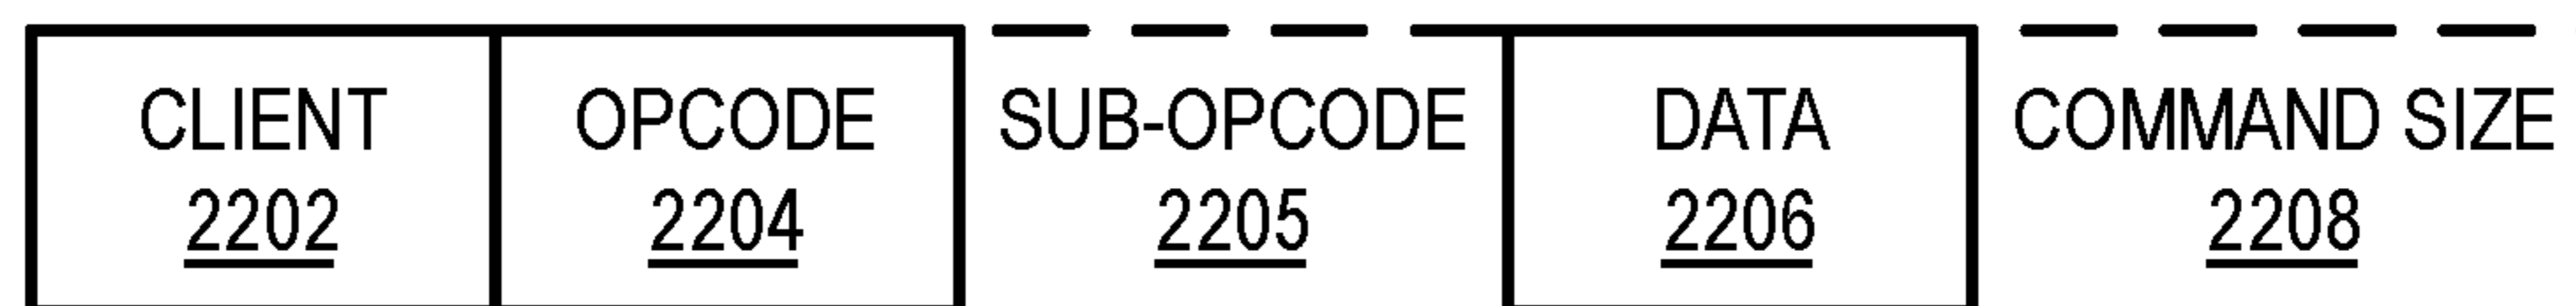 CLIENT OPCODE SUB-OPCODE DATA COMMAND SIZE
2202 2204 2205 2206 2208